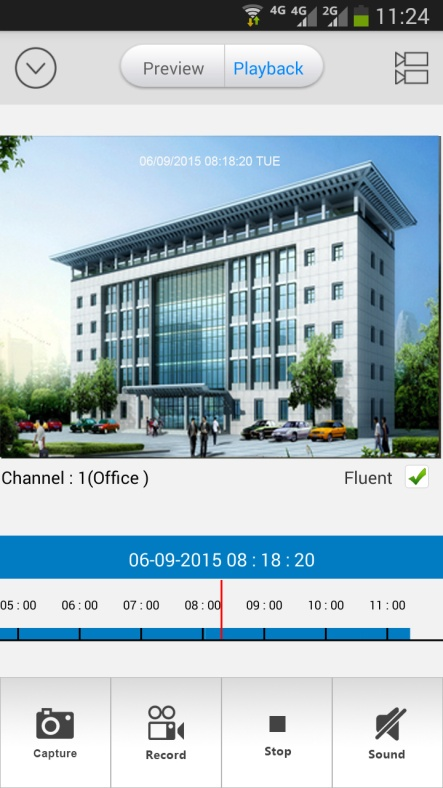 4G 4G 2G 11:24
Preview Playback
06/09/2015 08:18:20 TUE
Channel : 1(Office )
Fluent
06-09-2015 08 : 18 : 20
05 : 00 06 : 00 07 : 00 08 : 00 09 : 00 10 : 00 11 : 00
Capture Record Stop Sound